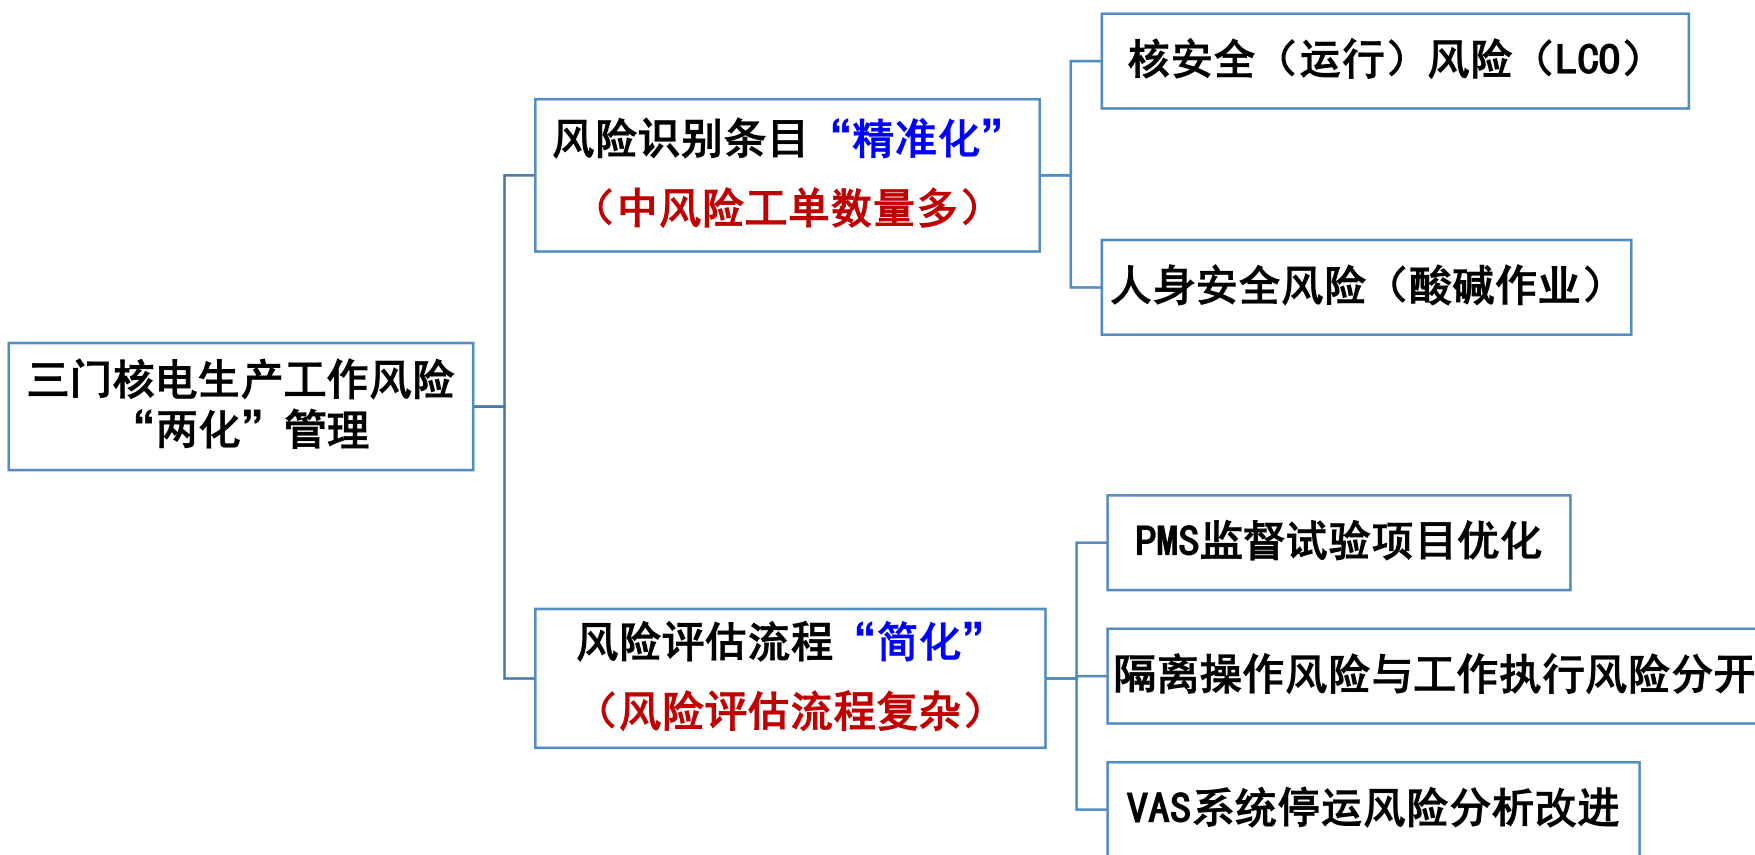 三门核电生产工作风险
“两化”管理
风险识别条目“精准化”
（中风险工单数量多）
核安全（运行）风险（LCO）
人身安全风险（酸碱作业）
风险评估流程“简化”
（风险评估流程复杂）
PMS监督试验项目优化
隔离操作风险与工作执行风险分开
VAS系统停运风险分析改进